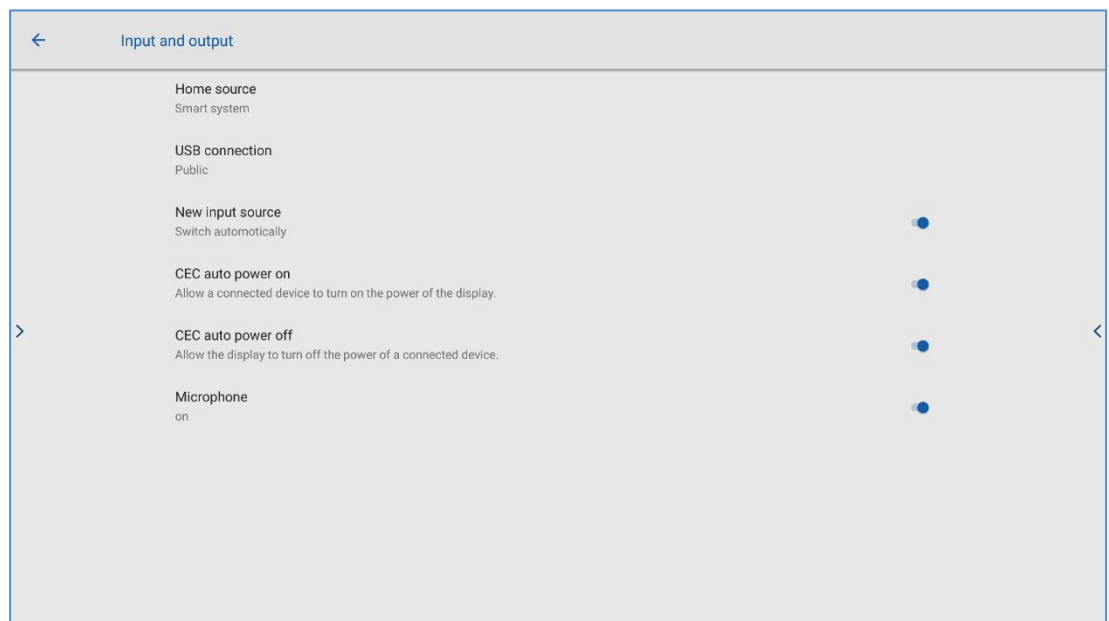 Input and output
Home source
Smart system
USB connection
Public
New input source
Switch automotically
CEC auto power on
Allow a connected device to turn on the power of the display.
CEC auto power off
Allow the display to turn off the power of a connected device.
Microphone
on